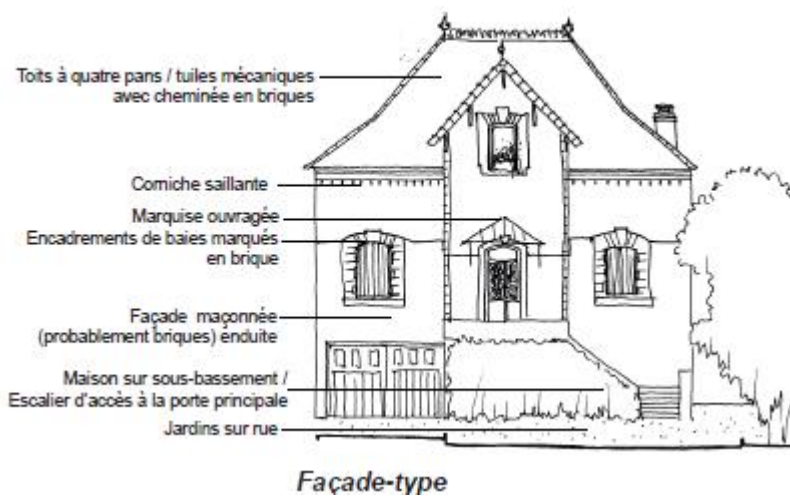 Toits à quatre pans / tuiles mécaniques
avec cheminée en briques
Corniche saillante
Marquise ouvragée
Encadrements de baies marqués
en brique
Façade maçonnée
(probablement briques) enduite
Maison sur sous-bassement /
Escalier d'accès à la porte principale
Jardins sur rue
Façade-type